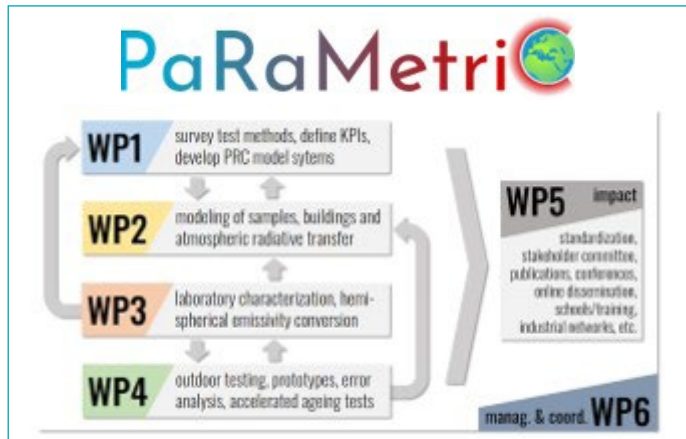 PaRaMetriC
WP1
survey test methods, define KPIs,
develop PRC model sytems
WP2
modeling of samples, buildings and
atmospheric radiative transfer
WP3
laboratory characterization, hemi-
spherical emissivity conversion
WP4
outdoor testing, prototypes, error
analysis, accelerated ageing tests
WP5 impact
standardization,
stakeholder committee,
publications, conferences,
online dissemination,
schools/training,
industrial networks, etc.
manag. & coord. WP6